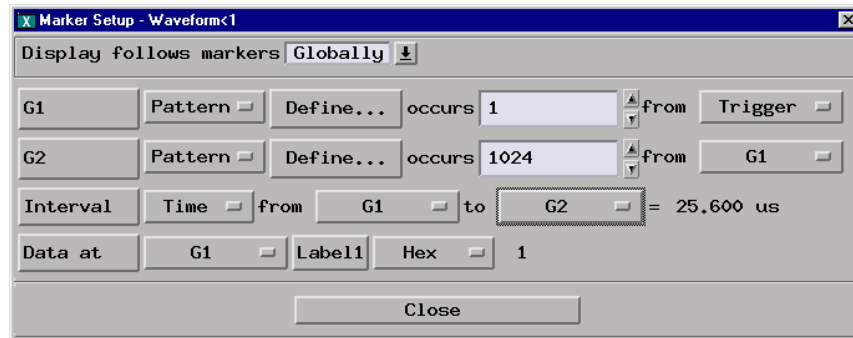 Marker Setup - Waveform<1
Display follows markers Globally
G1 Pattern Define... occurs 1 from Trigger
G2 Pattern Define... occurs 1024 from G1
Interval Time from G1 to G2 = 25.600 us
Data at G1 Label1 Hex 1
Close